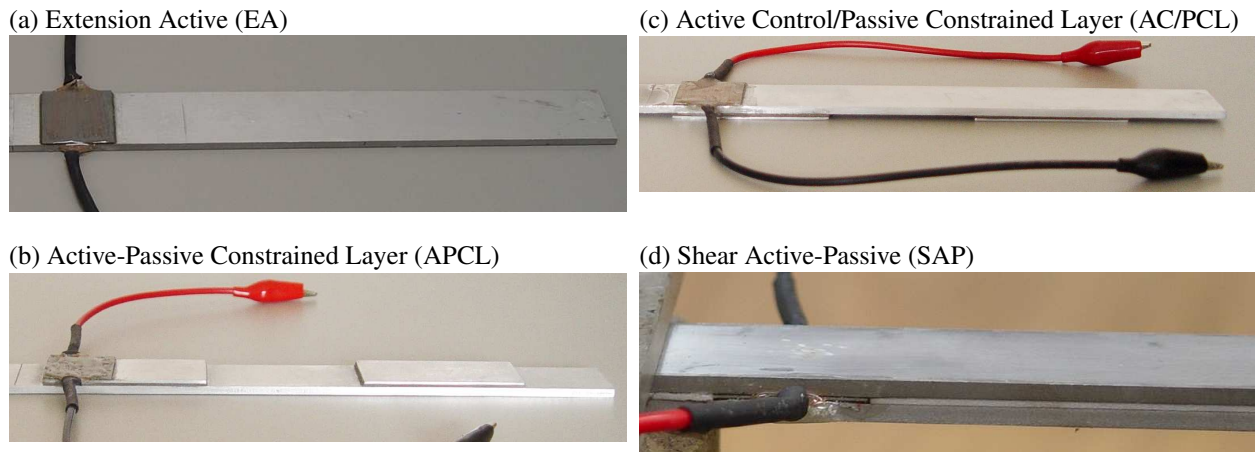 (a) Extension Active (EA)
(c) Active Control/Passive Constrained Layer (AC/PCL)
(b) Active-Passive Constrained Layer (APCL)
(d) Shear Active-Passive (SAP)